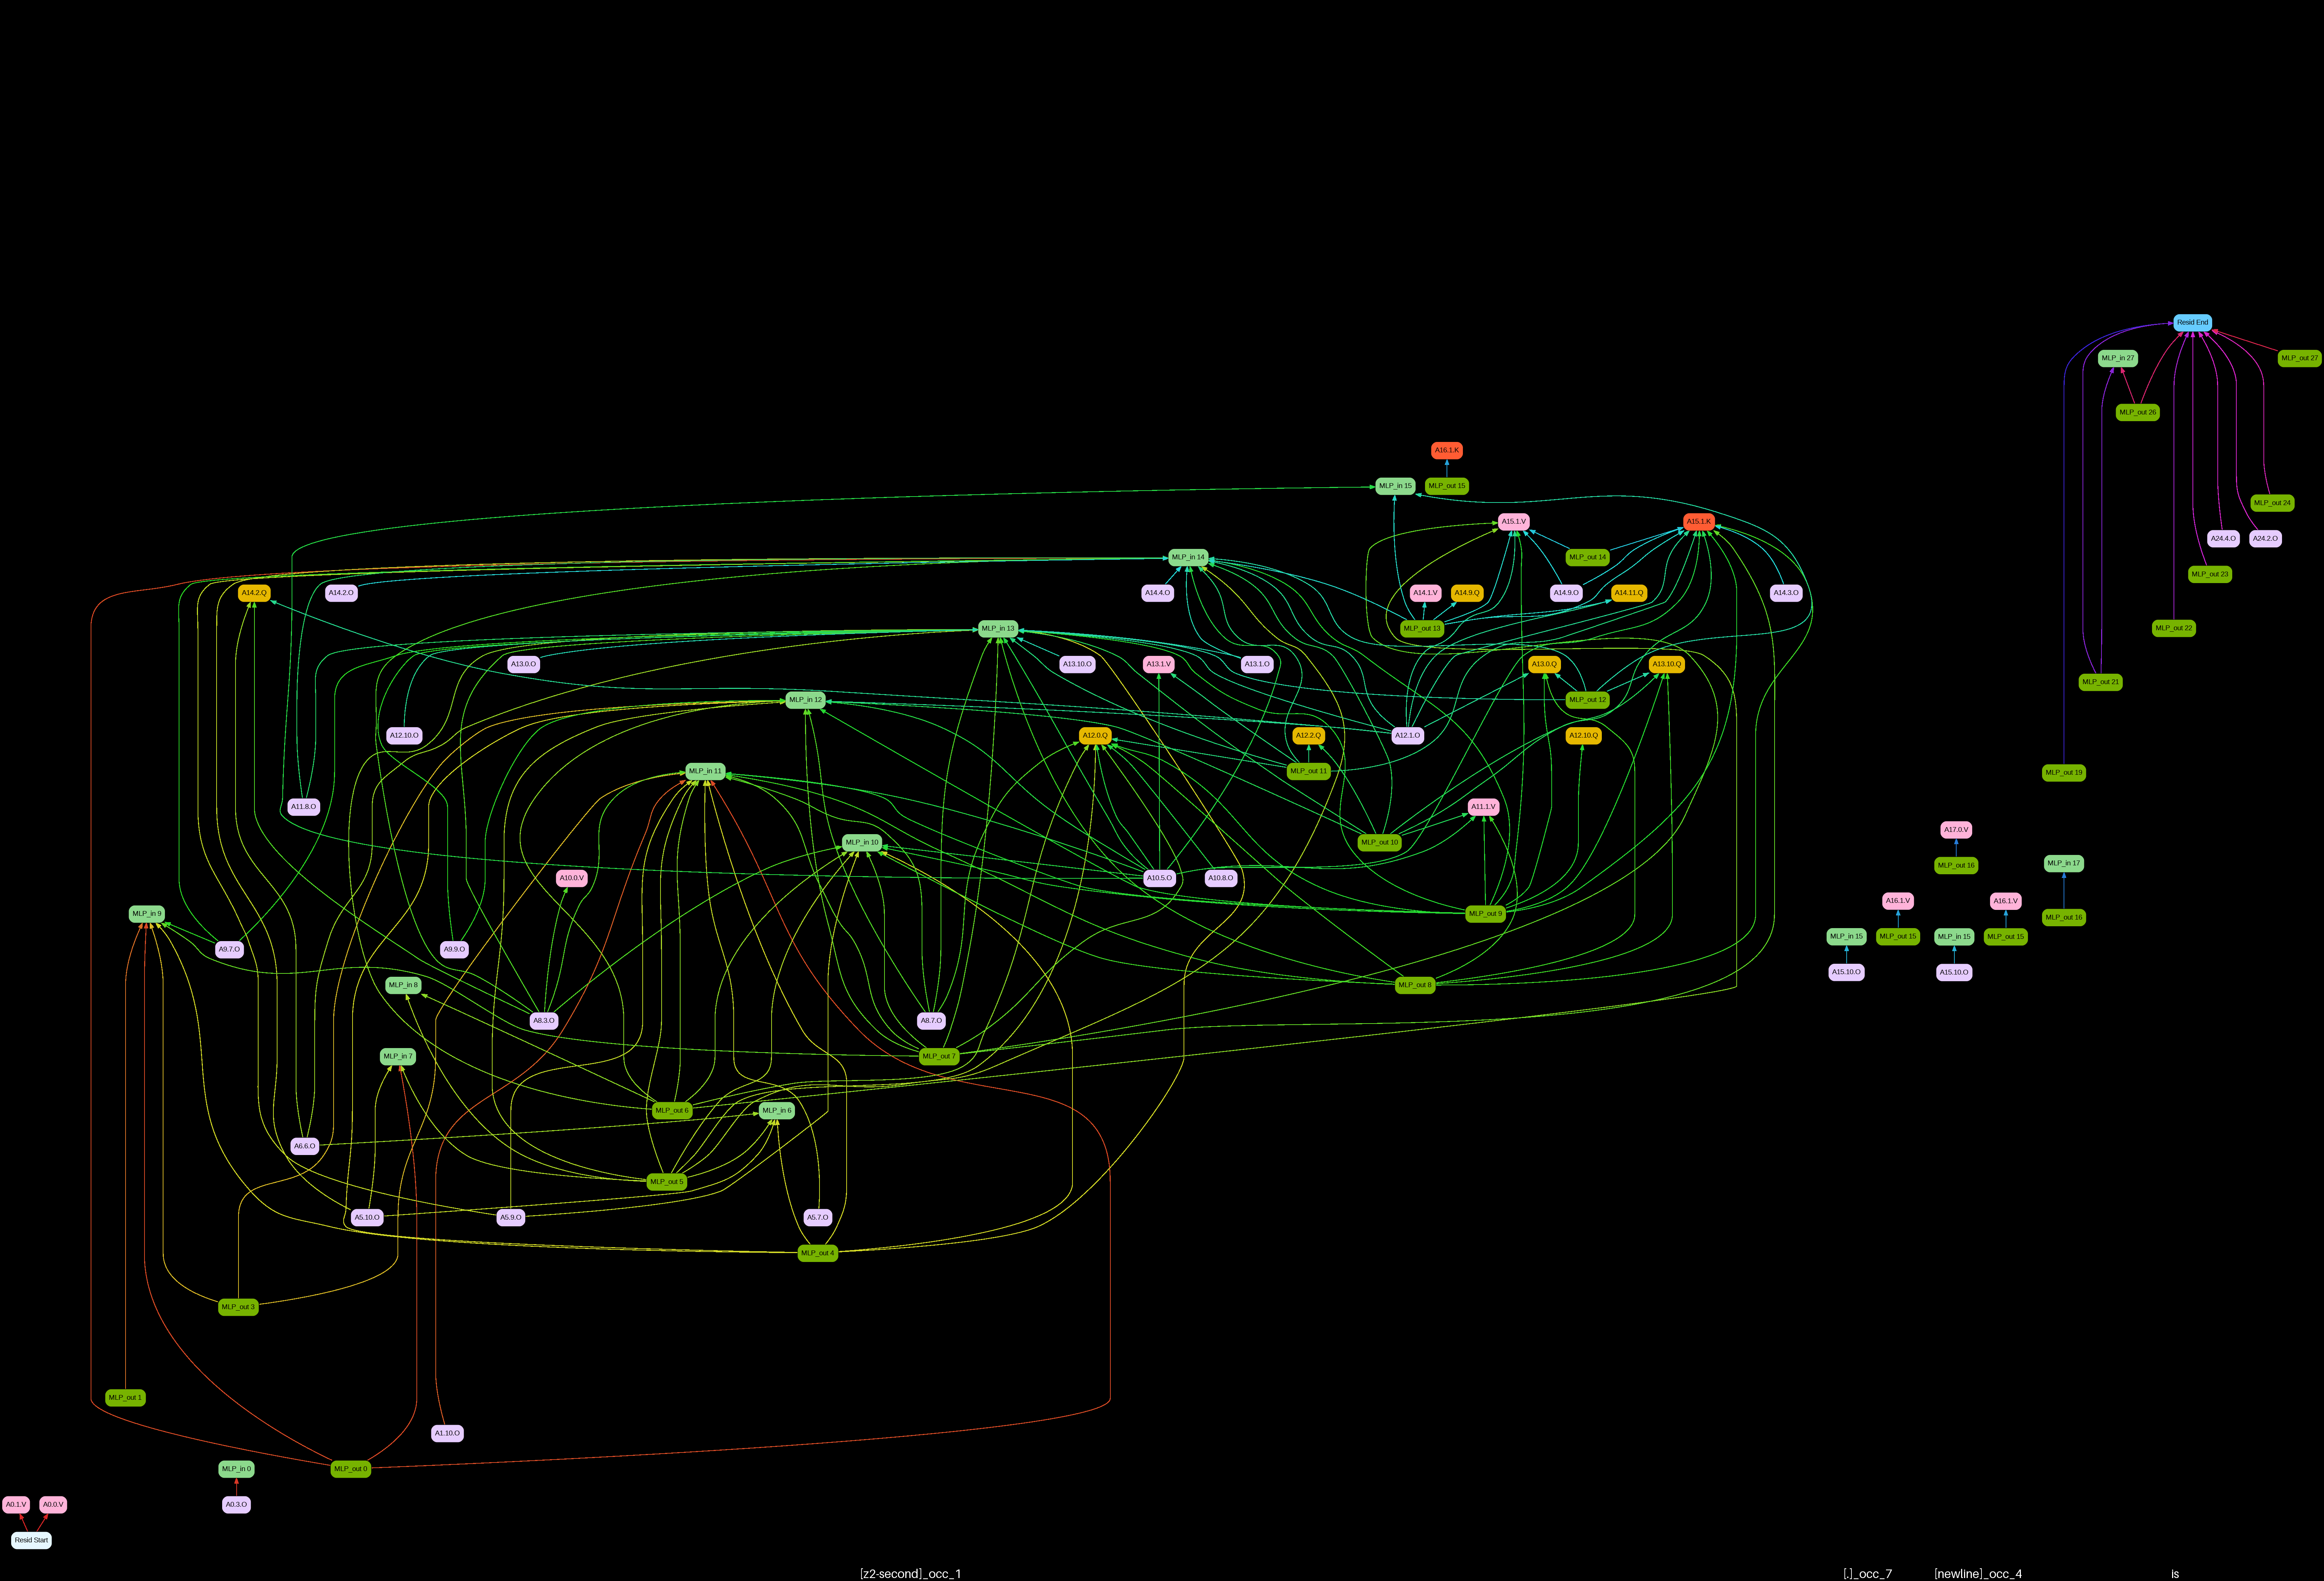 Resid End
MLP_in 27
MLP_out 27
MLP_out 26
A16.1.K
MLP_in 15
MLP_out 15
MLP_out 24
A15.1.V
A15.1.K
A24.4.O
A24.2.O
MLP_in 14
MLP_out 14
MLP_out 23
A14.2.Q
A14.2.O
A14.4.O
A14.1.V
A14.9.Q
A14.9.O
A14.11.Q
A14.3.O
MLP_in 13
MLP_out 13
MLP_out 22
A13.0.O
A13.10.O
A13.1.V
A13.1.O
A13.0.Q
A13.10.Q
MLP_out 21
MLP_in 12
MLP_out 12
A12.10.O
A12.0.Q
A12.2.Q
A12.1.O
A12.10.Q
MLP_in 11
MLP_out 11
MLP_out 19
A11.8.O
A11.1.V
A17.0.V
MLP_in 10
MLP_out 10
MLP_out 16
MLP_in 17
A10.0.V
A10.5.O
A10.8.O
A16.1.V
A16.1.V
MLP_in 9
MLP_out 9
MLP_out 16
MLP_in 15
MLP_out 15
MLP_in 15
MLP_out 15
A9.7.O
A9.9.O
A15.10.O
A15.10.O
MLP_in 8
MLP_out 8
A8.3.O
A8.7.O
MLP_in 7
MLP_out 7
MLP_out 6
MLP_in 6
A6.6.O
MLP_out 5
A5.10.O
A5.9.O
A5.7.O
MLP_out 4
MLP_out 3
MLP_out 1
A1.10.O
MLP_in 0
MLP_out 0
A0.1.V
A0.0.V
A0.3.O
Resid Start
[z2-second]_occ_1
[.]_occ_7
[newline]_occ_4
is